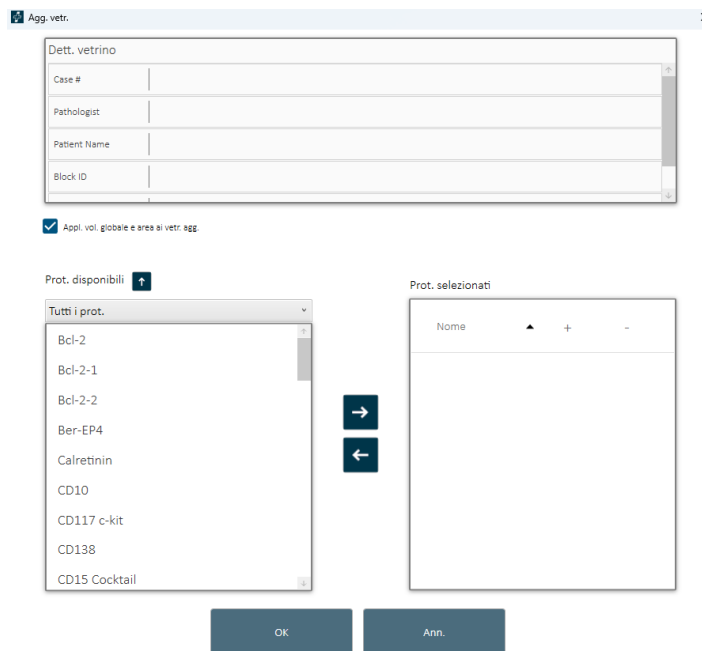 Agg. vetr.
Dett. vetrino
Case #
Pathologist
Patient Name
Block ID
Appl. vol. globale e area ai vetr. agg.
Prot. disponibili
Prot. selezionati
Tutti i prot.
Nome + -
Bcl-2
Bcl-2-1
Bcl-2-2
Ber-EP4
Calretinin
CD10
CD117 c-kit
CD138
CD15 Cocktail
OK
Ann.